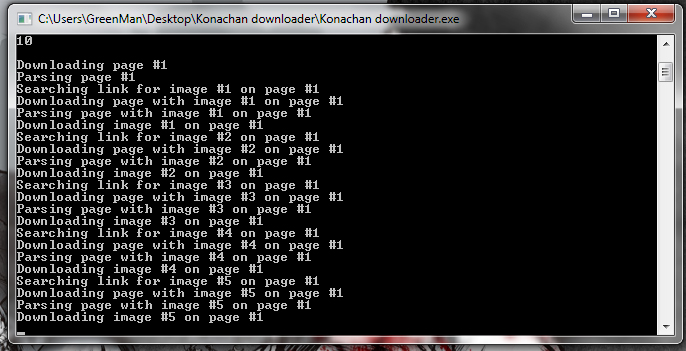 C:\Users\GreenMan\Desktop\Konachan downloader\Konachan downloader.exe
10
Downloading page #1
Parsing page #1
Searching link for image #1 on page #1
Downloading page with image #1 on page #1
Parsing page with image #1 on page #1
Downloading image #1 on page #1
Searching link for image #2 on page #1
Downloading page with image #2 on page #1
Parsing page with image #2 on page #1
Downloading image #2 on page #1
Searching link for image #3 on page #1
Downloading page with image #3 on page #1
Parsing page with image #3 on page #1
Downloading image #3 on page #1
Searching link for image #4 on page #1
Downloading page with image #4 on page #1
Parsing page with image #4 on page #1
Downloading image #4 on page #1
Searching link for image #5 on page #1
Downloading page with image #5 on page #1
Parsing page with image #5 on page #1
Downloading image #5 on page #1